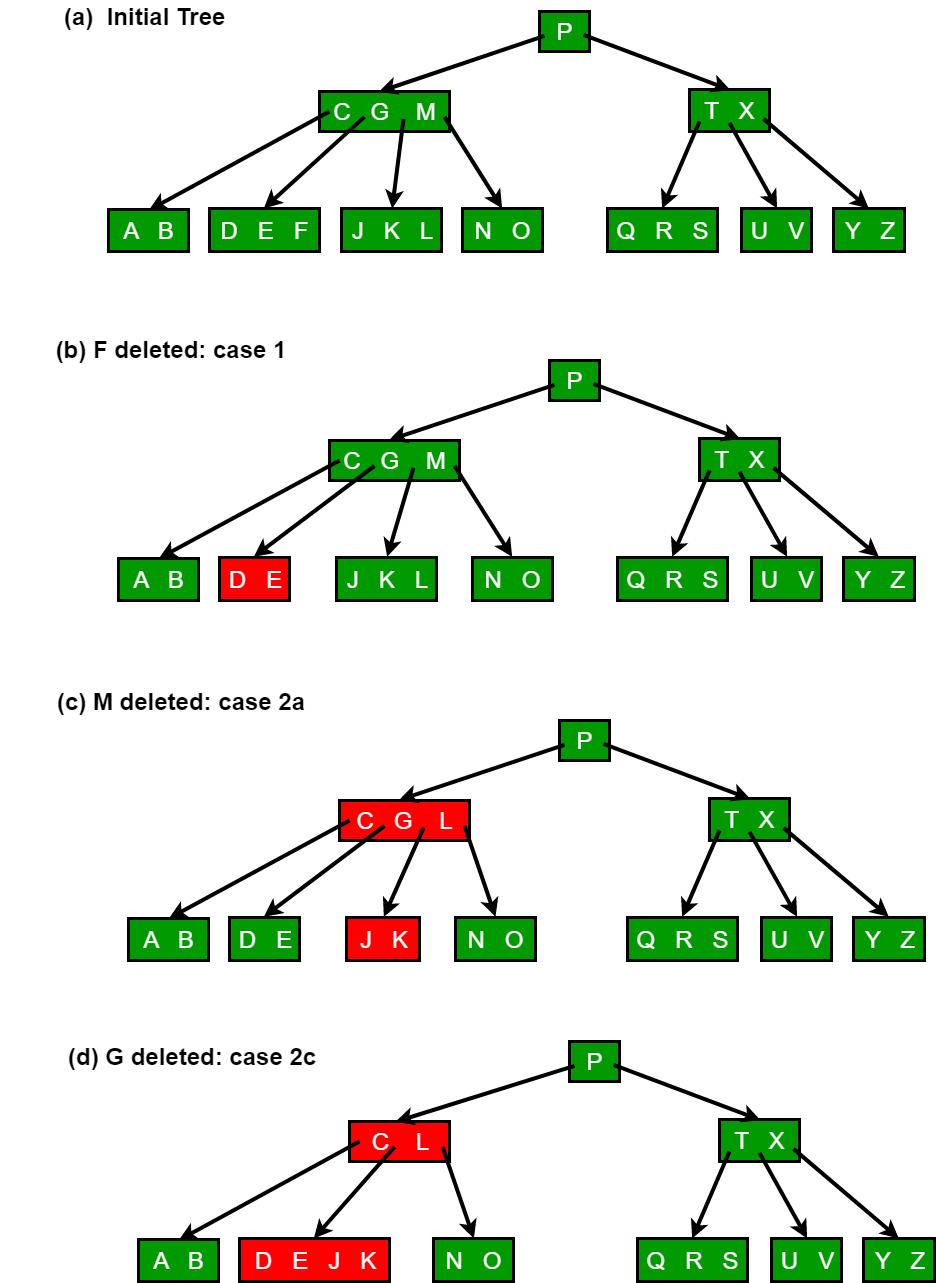 (a) Initial Tree
P
C G M
T X
A B
D E F
J K L
N O
Q R S
U V
Y Z
(b) F deleted: case 1
P
C G M
T X
A B
D E
J K L
N O
Q R S
U V
Y Z
(c) M deleted: case 2a
P
C G L
T X
A B
D E
J K
N O
Q R S
U V
Y Z
(d) G deleted: case 2c
P
C L
T X
A B
D E J K
N O
Q R S
U V
Y Z